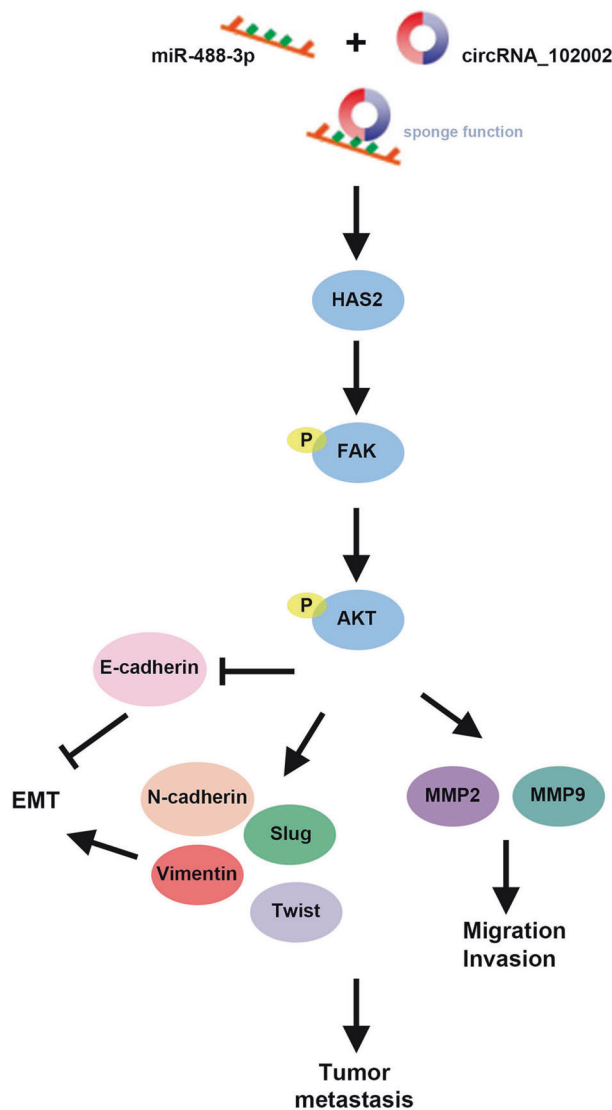 miR-488-3p
+
circRNA_102002
sponge function
HAS2
P
FAK
P
AKT
E-cadherin
EMT
N-cadherin
Slug
Vimentin
Twist
MMP2
MMP9
Migration
Invasion
Tumor
metastasis